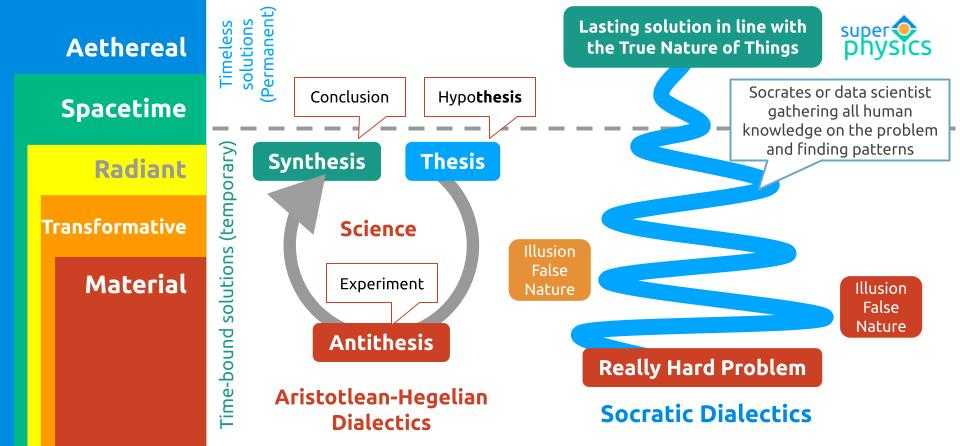 Aethereal
Spacetime
Radiant
Transformative
Material
Timeless
solutions
(Permanent)
Time-bound solutions (temporary)
Conclusion
Hypothesis
Synthesis
Thesis
Science
Experiment
Antithesis
Aristotlean-Hegelian
Dialectics
Lasting solution in line with
the True Nature of Things
super
physics
Socrates or data scientist
gathering all human
knowledge on the problem
and finding patterns
Illusion
False
Nature
Illusion
False
Nature
Really Hard Problem
Socratic Dialectics